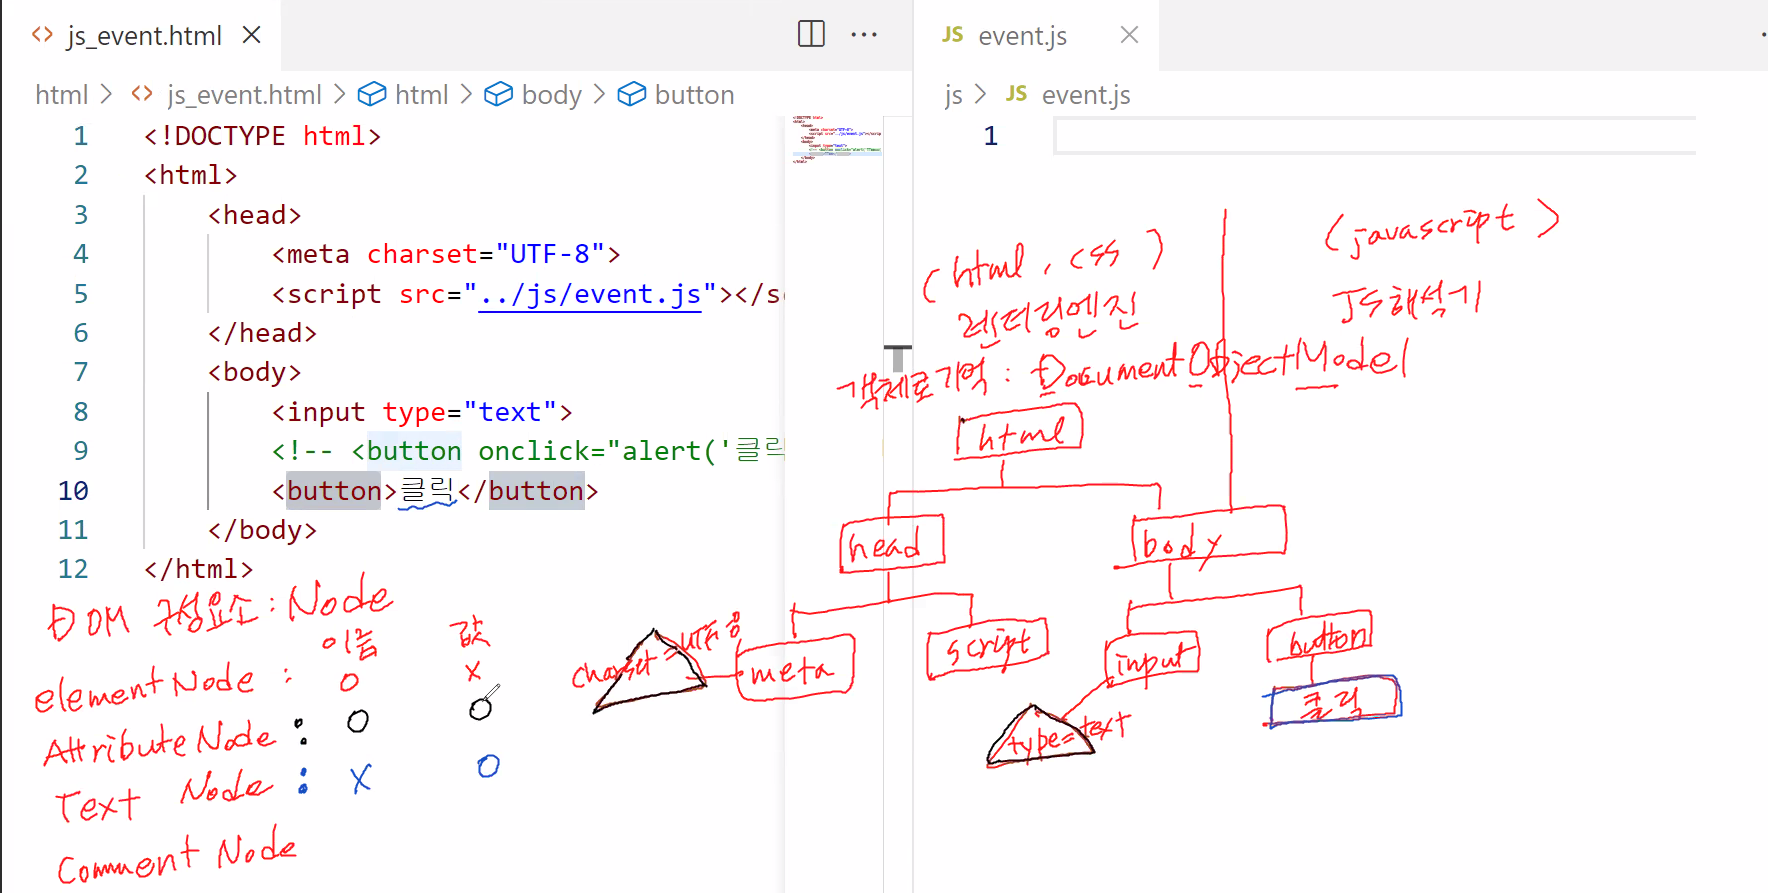 js_event.html
html > js_event.html > html > body > button
1 <!DOCTYPE html>
2 <html>
3 <head>
4 <meta charset="UTF-8">
5 <script src="../js/event.js"></s
6 </head>
7 <body>
8 <input type="text">
9 <!-- <button onclick="alert('클릭
10 <button>클릭</button>
11 </body>
12 </html>
DOM 구성요소 : Node
이름 값
elementNode : O X
AttributeNode : O O
Text Node : X O
Comment Node
JS event.js
js > JS event.js
1
(html, css) (javascript)
렌더링엔진 JS해석기
객체로기억 : DocumentObjectModel
html
head body
charset=UTF-8 meta script input button
type=text 클릭